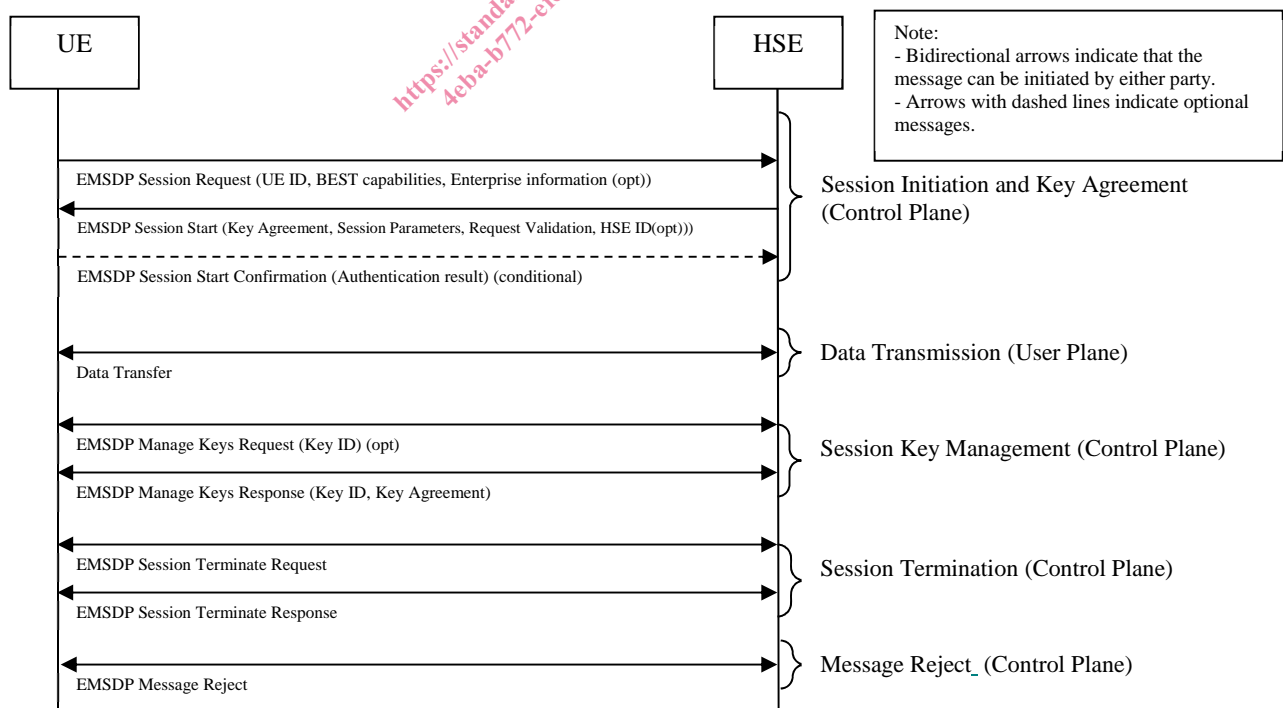 https://standa
4eba-b772-e
UE
HSE
Note:
- Bidirectional arrows indicate that the
message can be initiated by either party.
- Arrows with dashed lines indicate optional
messages.
EMSDP Session Request (UE ID, BEST capabilities, Enterprise information (opt))
Session Initiation and Key Agreement
(Control Plane)
EMSDP Session Start (Key Agreement, Session Parameters, Request Validation, HSE ID(opt)))
EMSDP Session Start Confirmation (Authentication result) (conditional)
Data Transmission (User Plane)
Data Transfer
EMSDP Manage Keys Request (Key ID) (opt)
Session Key Management (Control Plane)
EMSDP Manage Keys Response (Key ID, Key Agreement)
EMSDP Session Terminate Request
Session Termination (Control Plane)
EMSDP Session Terminate Response
Message Reject_ (Control Plane)
EMSDP Message Reject